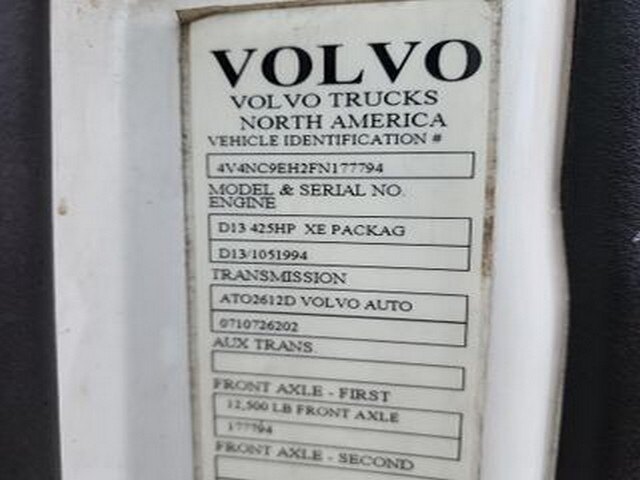 VOLVO
VOLVO TRUCKS
NORTH AMERICA
VEHICLE IDENTIFICATION #
4V4NC9EH2FN177794
MODEL & SERIAL NO.
ENGINE
D13 425HP XE PACKAG
D13/1051994
TRANSMISSION
ATO2612D VOLVO AUTO
0710726202
AUX TRANS.
FRONT AXLE - FIRST
12,500 LB FRONT AXLE
177794
FRONT AXLE - SECOND